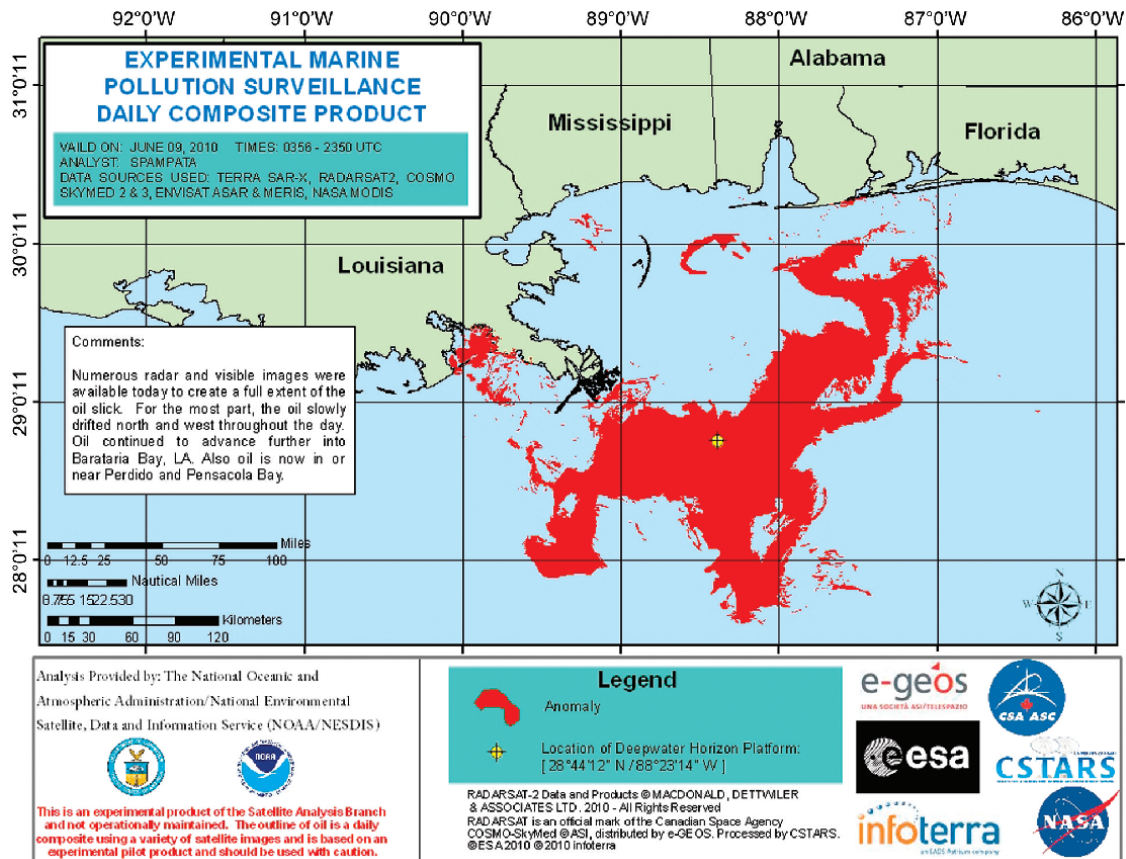 92°0'W 91°0'W 90°0'W 89°0'W 88°0'W 87°0'W 86°0'W
EXPERIMENTAL MARINE
POLLUTION SURVEILLANCE
DAILY COMPOSITE PRODUCT
VAILD ON: JUNE 09, 2010 TIMES: 0356 - 2350 UTC
ANALYST: SPAMPATA
DATA SOURCES USED: TERRA SAR-X, RADARSAT2, COSMO
SKYMED 2 & 3, ENVISAT ASAR & MERIS, NASA MODIS
Alabama
Mississippi
Florida
Louisiana
31°0'11
30°0'11
29°0'11
28°0'11
Comments:
Numerous radar and visible images were
available today to create a full extent of the
oil slick. For the most part, the oil slowly
drifted north and west throughout the day.
Oil continued to advance further into
Barataria Bay, LA. Also oil is now in or
near Perdido and Pensacola Bay.
Miles
0 12.5 25 50 75 100
Nautical Miles
Kilometers
0 15 30 60 90 120
N
W E
S
Analysis Provided by: The National Oceanic and
Atmospheric Administration/National Environmental
Satellite, Data and Information Service (NOAA/NESDIS)
NOAA
This is an experimental product of the Satellite Analysis Branch
and not operationally maintained. The outline of oil is a daily
composite using a variety of satellite images and is based on an
experimental pilot product and should be used with caution.
Legend
Anomaly
Location of Deepwater Horizon Platform:
[ 28°44'12" N / 88°23'14" W ]
RADARSAT-2 Data and Products © MACDONALD, DETTWILER
& ASSOCIATES LTD. 2010 - All Rights Reserved
RADARSAT is an official mark of the Canadian Space Agency
COSMO-SkyMed © ASI, distributed by e-GEOS. Processed by CSTARS.
©ESA 2010 © 2010 infoterra
e-geos
UNA SOCIETÀ ASI/TELESPAZIO
CSA ASC
esa
CSTARS
infoterra
an EADS Astrium company
NASA